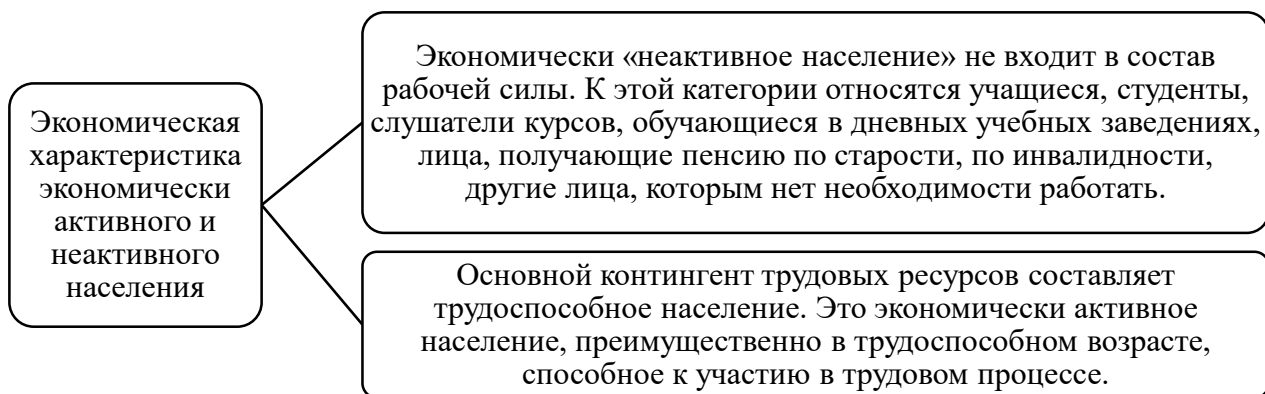 Экономическая
характеристика
экономически
активного и
неактивного
населения
Экономически «неактивное население» не входит в состав
рабочей силы. К этой категории относятся учащиеся, студенты,
слушатели курсов, обучающиеся в дневных учебных заведениях,
лица, получающие пенсию по старости, по инвалидности,
другие лица, которым нет необходимости работать.
Основной контингент трудовых ресурсов составляет
трудоспособное население. Это экономически активное
население, преимущественно в трудоспособном возрасте,
способное к участию в трудовом процессе.